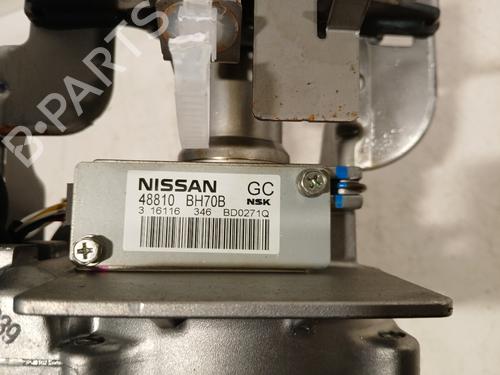 B-PARTS
NISSAN GC
48810 BH70B NSK
3 16116 346 BD0271Q